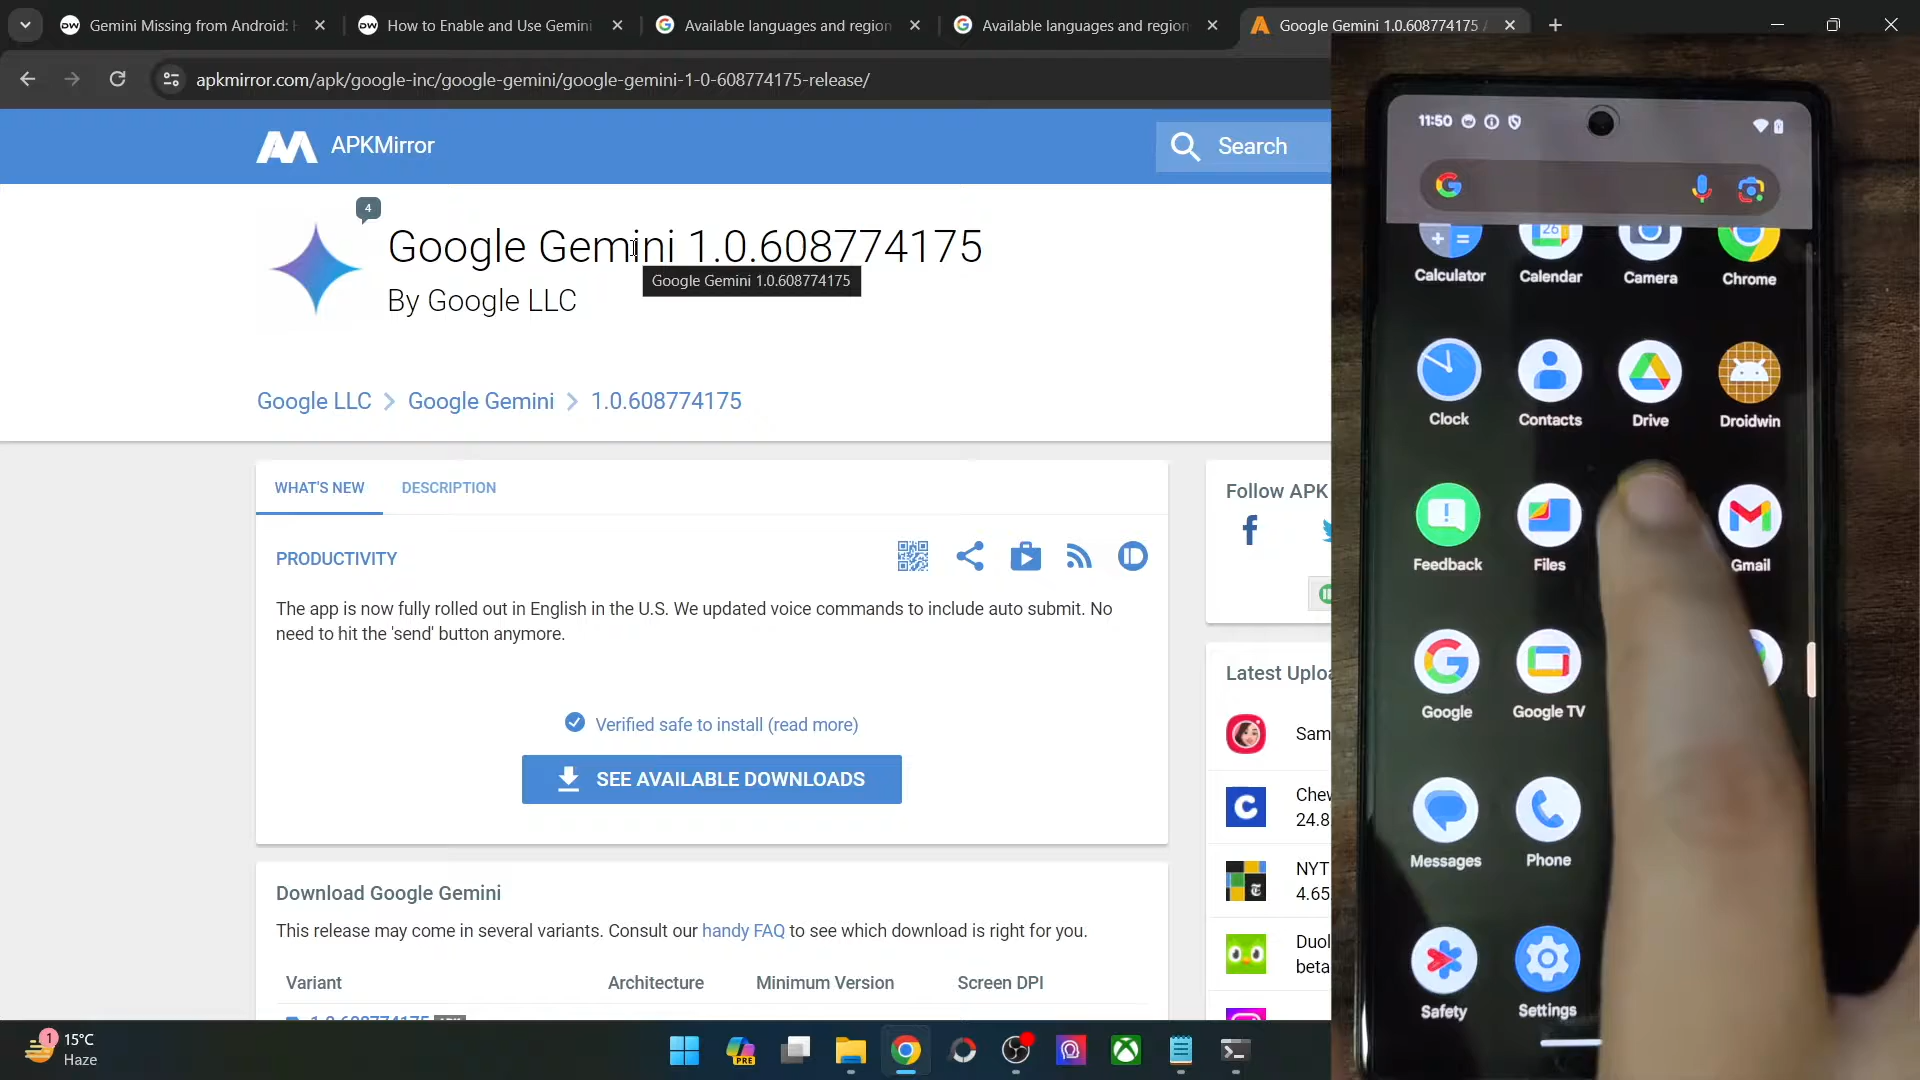 Gemini Missing from Android: H
How to Enable and Use Gemini
Available languages and region
Available languages and region
Google Gemini 1.0.608774175 /
apkmirror.com/apk/google-inc/google-gemini/google-gemini-1-0-608774175-release/
APKMirror
Search
4
Google Gemini 1.0.608774175
Google Gemini 1.0.608774175
By Google LLC
Google LLC
Google Gemini
1.0.608774175
WHAT'S NEW
DESCRIPTION
Follow APK
PRODUCTIVITY
The app is now fully rolled out in English in the U.S. We updated voice commands to include auto submit. No
need to hit the 'send' button anymore.
Latest Uploa
Verified safe to install (read more)
Sam
SEE AVAILABLE DOWNLOADS
Chew
24.8
Download Google Gemini
NYT
4.65
This release may come in several variants. Consult our handy FAQ to see which download is right for you.
Duol
beta
Variant
Architecture
Minimum Version
Screen DPI
1.0.608774175
1
15°C
Haze
PRE
11:50
26
Calculator
Calendar
Camera
Chrome
Clock
Contacts
Drive
Droidwin
Feedback
Files
Gmail
Google
Google TV
Messages
Phone
Safety
Settings